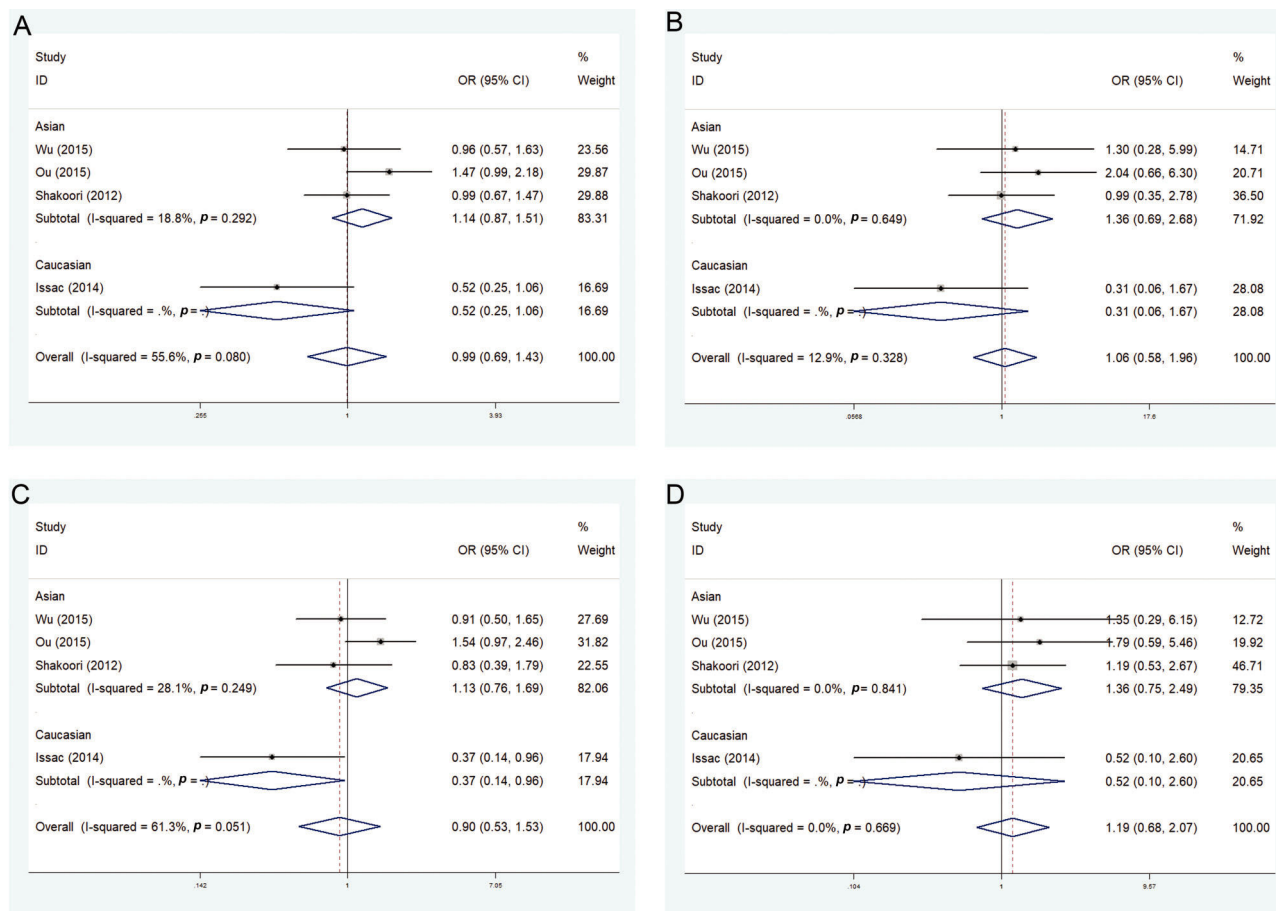 A
Study %
ID OR (95% CI) Weight
Asian
Wu (2015) 0.96 (0.57, 1.63) 23.56
Ou (2015) 1.47 (0.99, 2.18) 29.87
Shakoori (2012) 0.99 (0.67, 1.47) 29.88
Subtotal (I-squared = 18.8%, p = 0.292) 1.14 (0.87, 1.51) 83.31
Caucasian
Issac (2014) 0.52 (0.25, 1.06) 16.69
Subtotal (I-squared = .%, p = .) 0.52 (0.25, 1.06) 16.69
Overall (I-squared = 55.6%, p = 0.080) 0.99 (0.69, 1.43) 100.00
.255 1 3.93
B
Study %
ID OR (95% CI) Weight
Asian
Wu (2015) 1.30 (0.28, 5.99) 14.71
Ou (2015) 2.04 (0.66, 6.30) 20.71
Shakoori (2012) 0.99 (0.35, 2.78) 36.50
Subtotal (I-squared = 0.0%, p = 0.649) 1.36 (0.69, 2.68) 71.92
Caucasian
Issac (2014) 0.31 (0.06, 1.67) 28.08
Subtotal (I-squared = .%, p = .) 0.31 (0.06, 1.67) 28.08
Overall (I-squared = 12.9%, p = 0.328) 1.06 (0.58, 1.96) 100.00
.0568 1 17.6
C
Study %
ID OR (95% CI) Weight
Asian
Wu (2015) 0.91 (0.50, 1.65) 27.69
Ou (2015) 1.54 (0.97, 2.46) 31.82
Shakoori (2012) 0.83 (0.39, 1.79) 22.55
Subtotal (I-squared = 28.1%, p = 0.249) 1.13 (0.76, 1.69) 82.06
Caucasian
Issac (2014) 0.37 (0.14, 0.96) 17.94
Subtotal (I-squared = .%, p = .) 0.37 (0.14, 0.96) 17.94
Overall (I-squared = 61.3%, p = 0.051) 0.90 (0.53, 1.53) 100.00
.142 1 7.05
D
Study %
ID OR (95% CI) Weight
Asian
Wu (2015) 1.35 (0.29, 6.15) 12.72
Ou (2015) 1.79 (0.59, 5.46) 19.92
Shakoori (2012) 1.19 (0.53, 2.67) 46.71
Subtotal (I-squared = 0.0%, p = 0.841) 1.36 (0.75, 2.49) 79.35
Caucasian
Issac (2014) 0.52 (0.10, 2.60) 20.65
Subtotal (I-squared = .%, p = .) 0.52 (0.10, 2.60) 20.65
Overall (I-squared = 0.0%, p = 0.669) 1.19 (0.68, 2.07) 100.00
.104 1 9.57